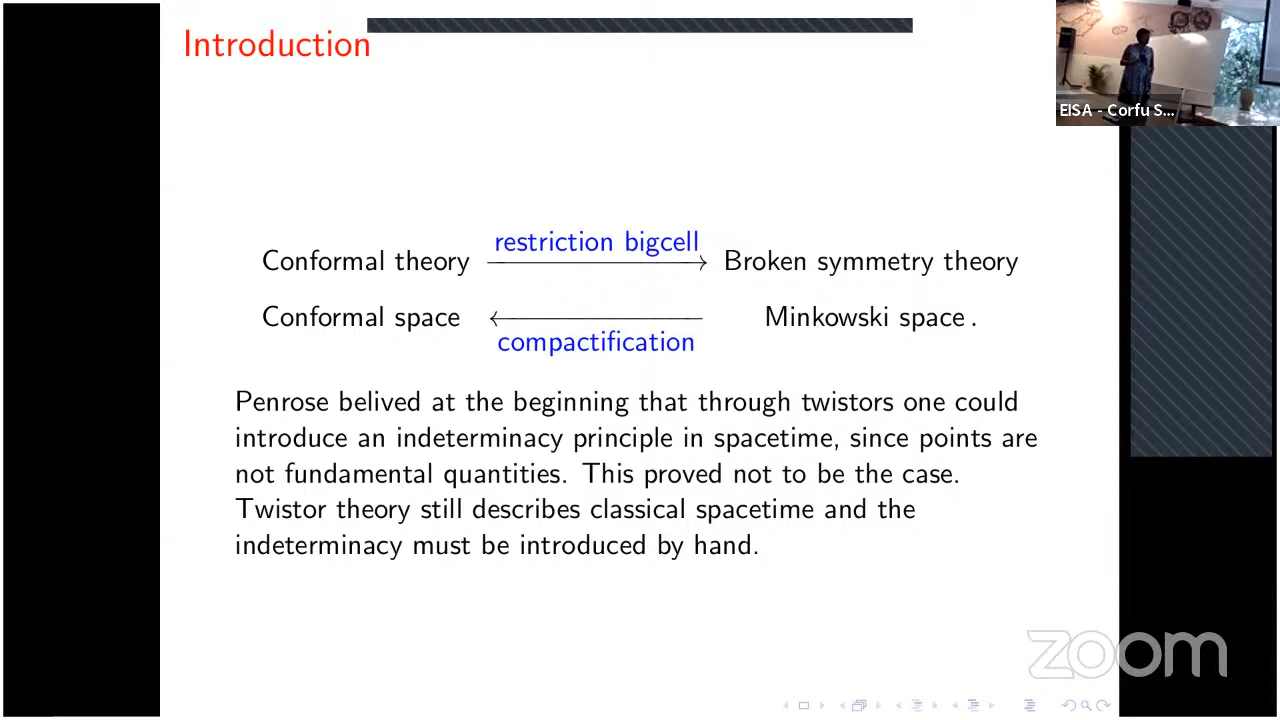 Introduction
EISA - Corfu S...
restriction bigcell
Conformal theory ⟶ Broken symmetry theory
Conformal space ⟵ Minkowski space .
compactification
Penrose belived at the beginning that through twistors one could
introduce an indeterminacy principle in spacetime, since points are
not fundamental quantities. This proved not to be the case.
Twistor theory still describes classical spacetime and the
indeterminacy must be introduced by hand.
zoom